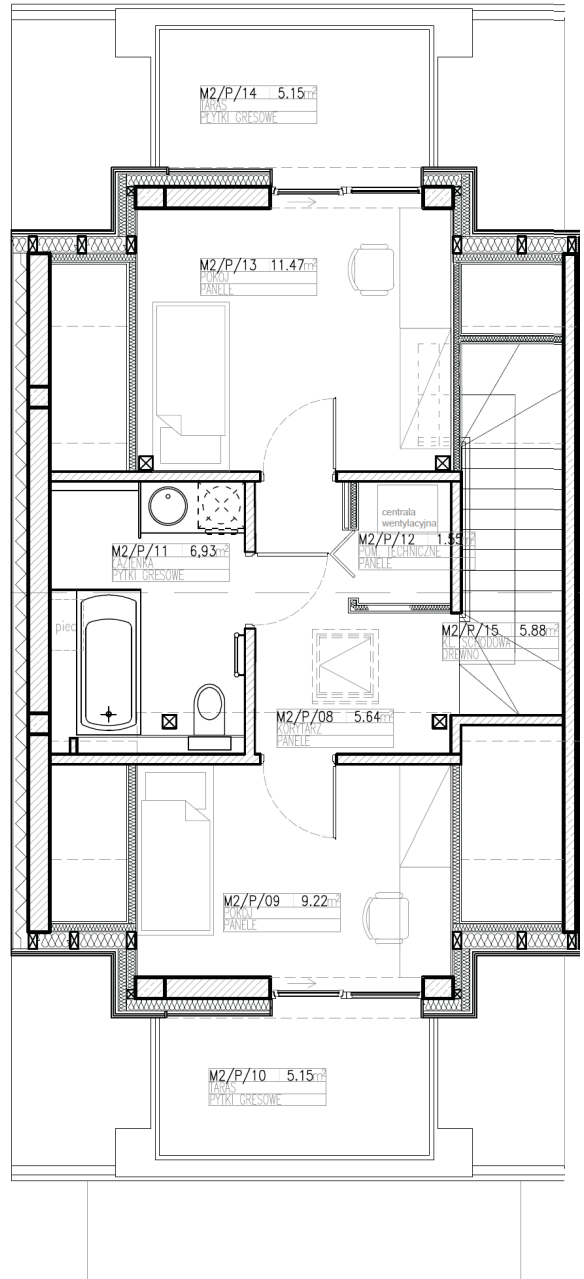 M2/P/14 5.15m²
TARAS
PŁYTKI GRESOWE
M2/P/13 11.47m²
POKÓJ
PANELE
centrala
wentylacyjna
M2/P/12 1.55m²
POM. TECHNICZNE
PANELE
M2/P/11 6,93m²
ŁAZIENKA
PYTKI GRESOWE
piec
M2/P/15 5.88m²
KL. SCHODOWA
DREWNO
M2/P/08 5.64m²
KORYTARZ
PANELE
M2/P/09 9.22m²
POKÓJ
PANELE
M2/P/10 5.15m²
TARAS
PYTKI GRESOWE